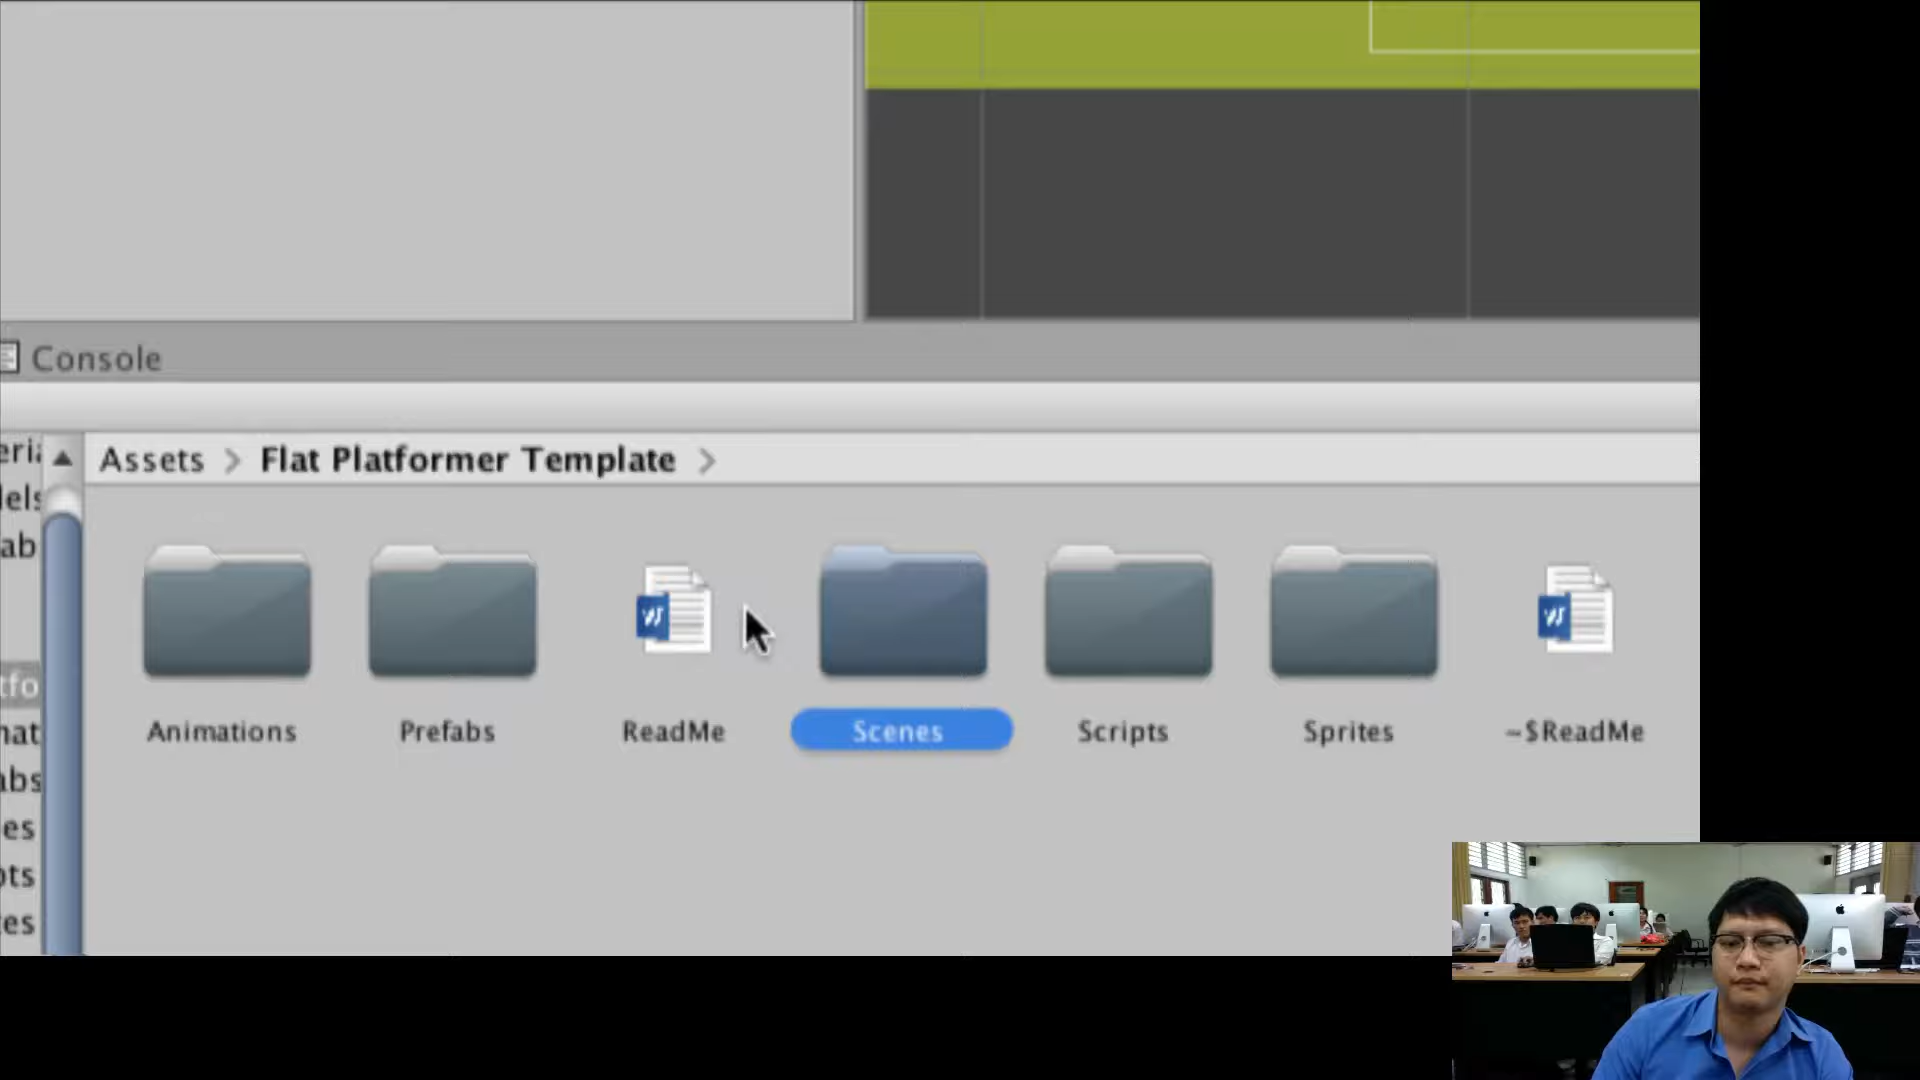 Console
Assets > Flat Platformer Template >
Animations
Prefabs
ReadMe
Scenes
Scripts
Sprites
~$ReadMe